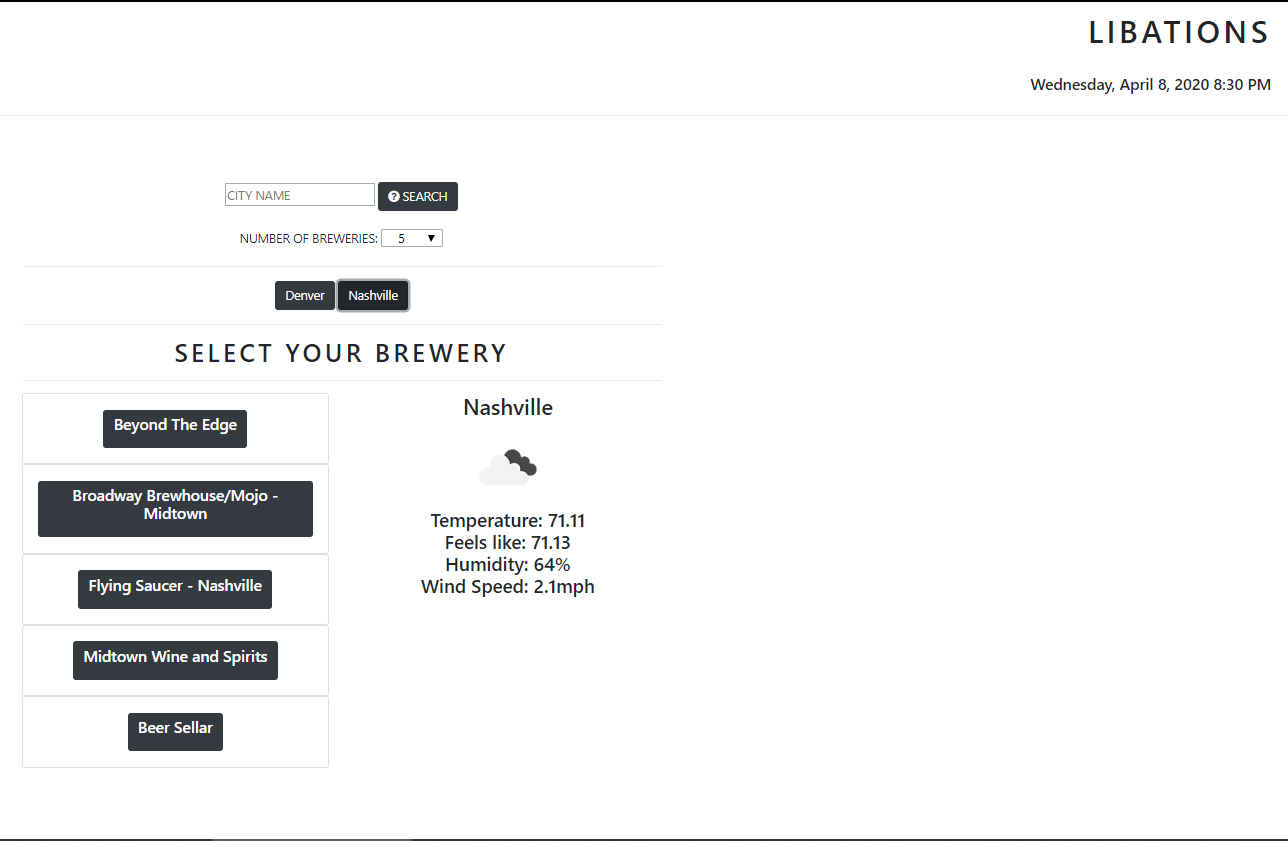 LIBATIONS
Wednesday, April 8, 2020 8:30 PM
CITY NAME
SEARCH
NUMBER OF BREWERIES: 5
Denver
Nashville
SELECT YOUR BREWERY
Beyond The Edge
Broadway Brewhouse/Mojo -
Midtown
Flying Saucer - Nashville
Midtown Wine and Spirits
Beer Sellar
Nashville
Temperature: 71.11
Feels like: 71.13
Humidity: 64%
Wind Speed: 2.1mph